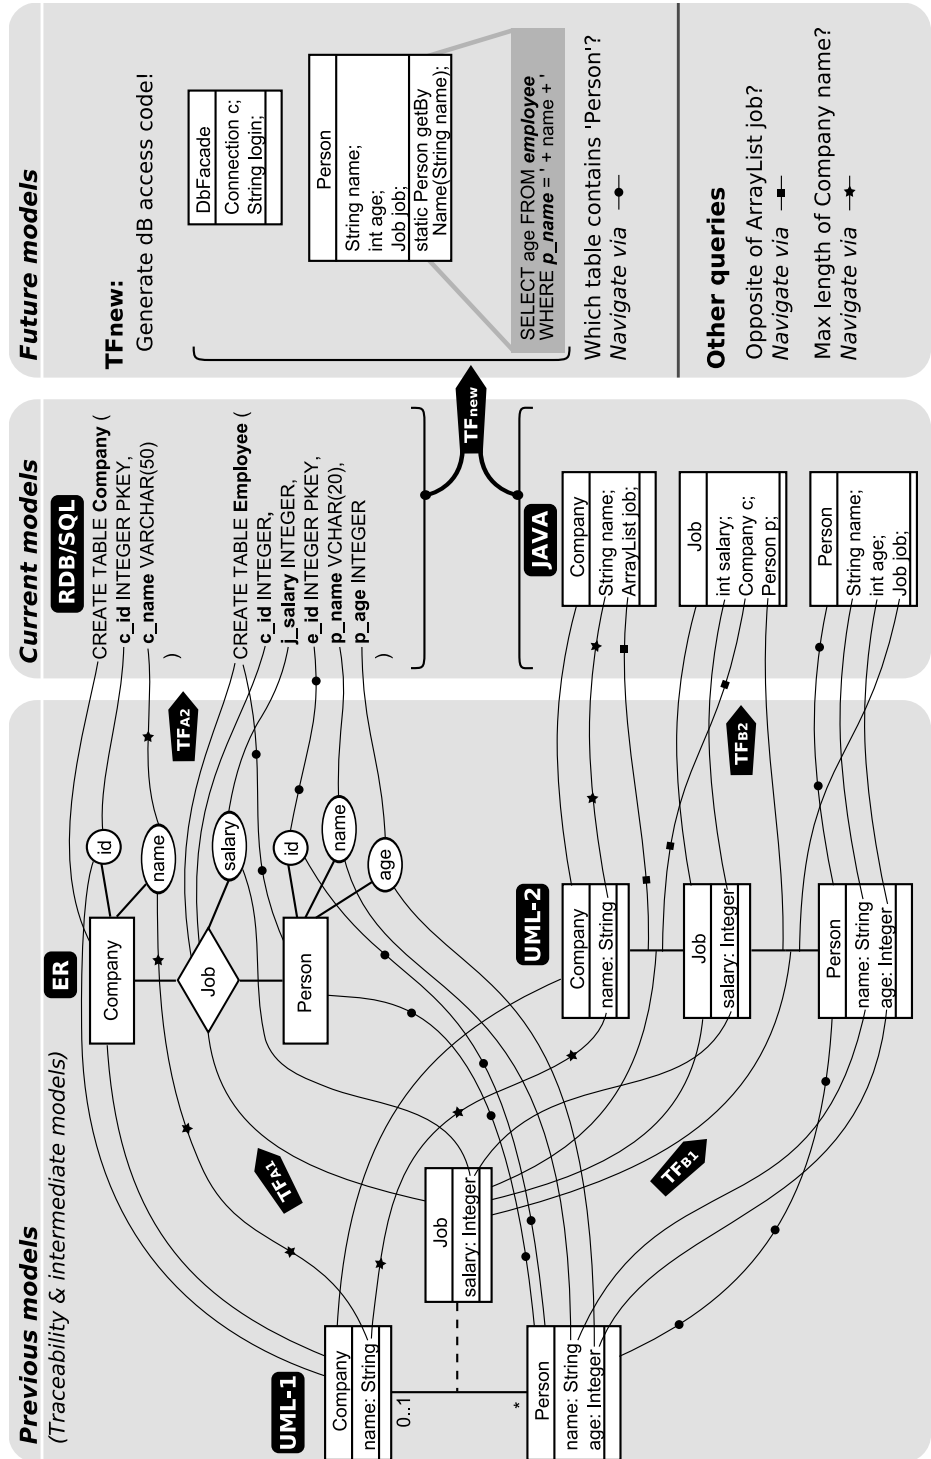 Previous models
(Traceability & intermediate models)
UML-1
Company
name: String
0..1
*
Person
name: String
age: Integer
Job
salary: Integer
TFA1
TFB1
ER
Company
id
name
Job
salary
Person
id
name
age
UML-2
Company
name: String
Job
salary: Integer
Person
name: String
age: Integer
TFA2
TFB2
Current models
RDB/SQL
CREATE TABLE Company (
c_id INTEGER PKEY,
c_name VARCHAR(50)
)
CREATE TABLE Employee (
c_id INTEGER,
j_salary INTEGER,
e_id INTEGER PKEY,
p_name VCHAR(20),
p_age INTEGER
)
JAVA
Company
String name;
ArrayList job;
Job
int salary;
Company c;
Person p;
Person
String name;
int age;
Job job;
TFnew
Future models
TFnew:
Generate dB access code!
DbFacade
Connection c;
String login;
Person
String name;
int age;
Job job;
static Person getBy
Name(String name);
SELECT age FROM employee
WHERE p_name = ' + name + '
Which table contains 'Person'?
Navigate via
Other queries
Opposite of ArrayList job?
Navigate via
Max length of Company name?
Navigate via